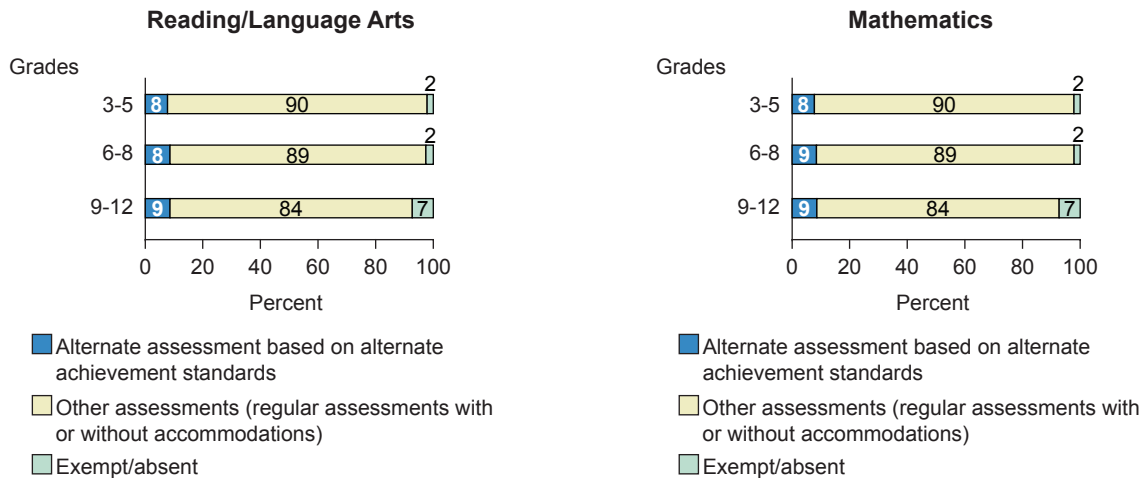 Reading/Language Arts
Grades
2
3-5 8 90
2
6-8 8 89
9-12 9 84 7
0 20 40 60 80 100
Percent
Alternate assessment based on alternate
achievement standards
Other assessments (regular assessments with
or without accommodations)
Exempt/absent
Mathematics
Grades
2
3-5 8 90
2
6-8 9 89
9-12 9 84 7
0 20 40 60 80 100
Percent
Alternate assessment based on alternate
achievement standards
Other assessments (regular assessments with
or without accommodations)
Exempt/absent